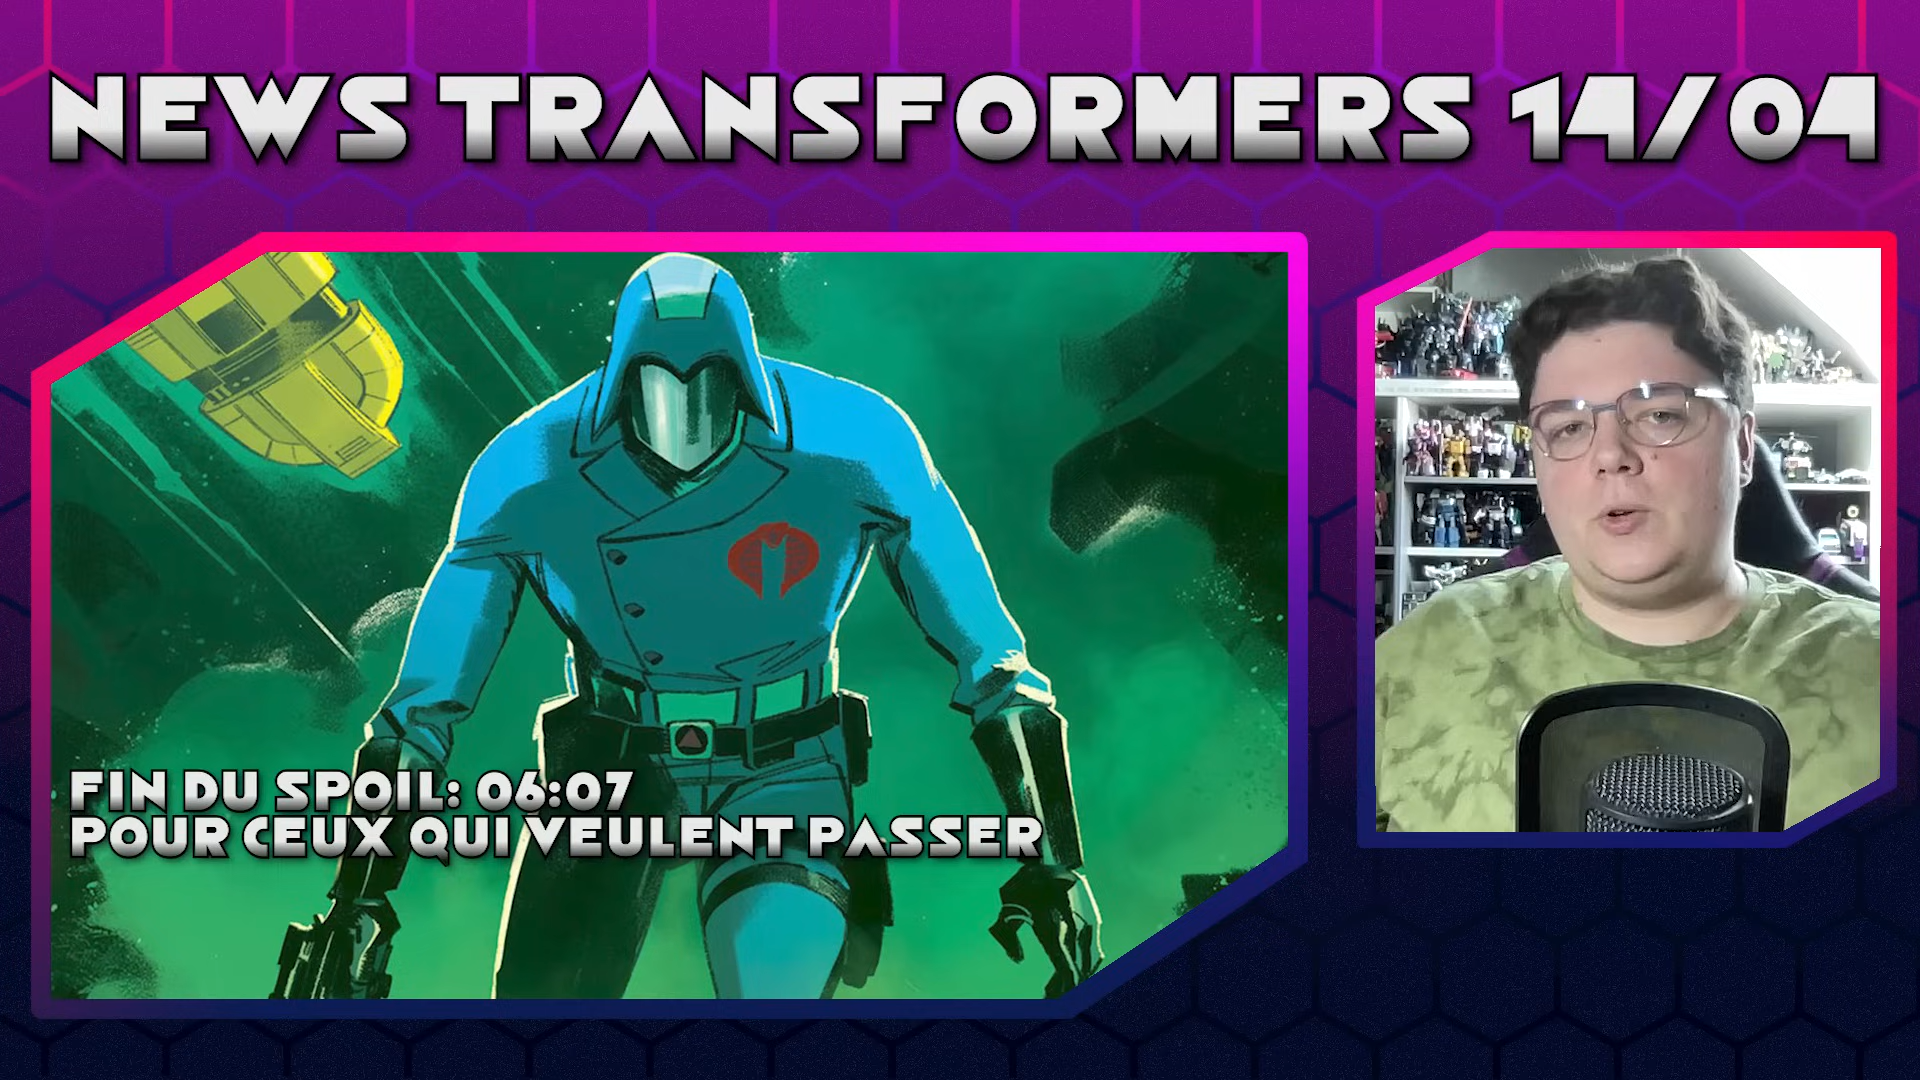 NEWS TRANSFORMERS 14/04
FIN DU SPOIL: 06:07
POUR CEUX QUI VEULENT PASSER